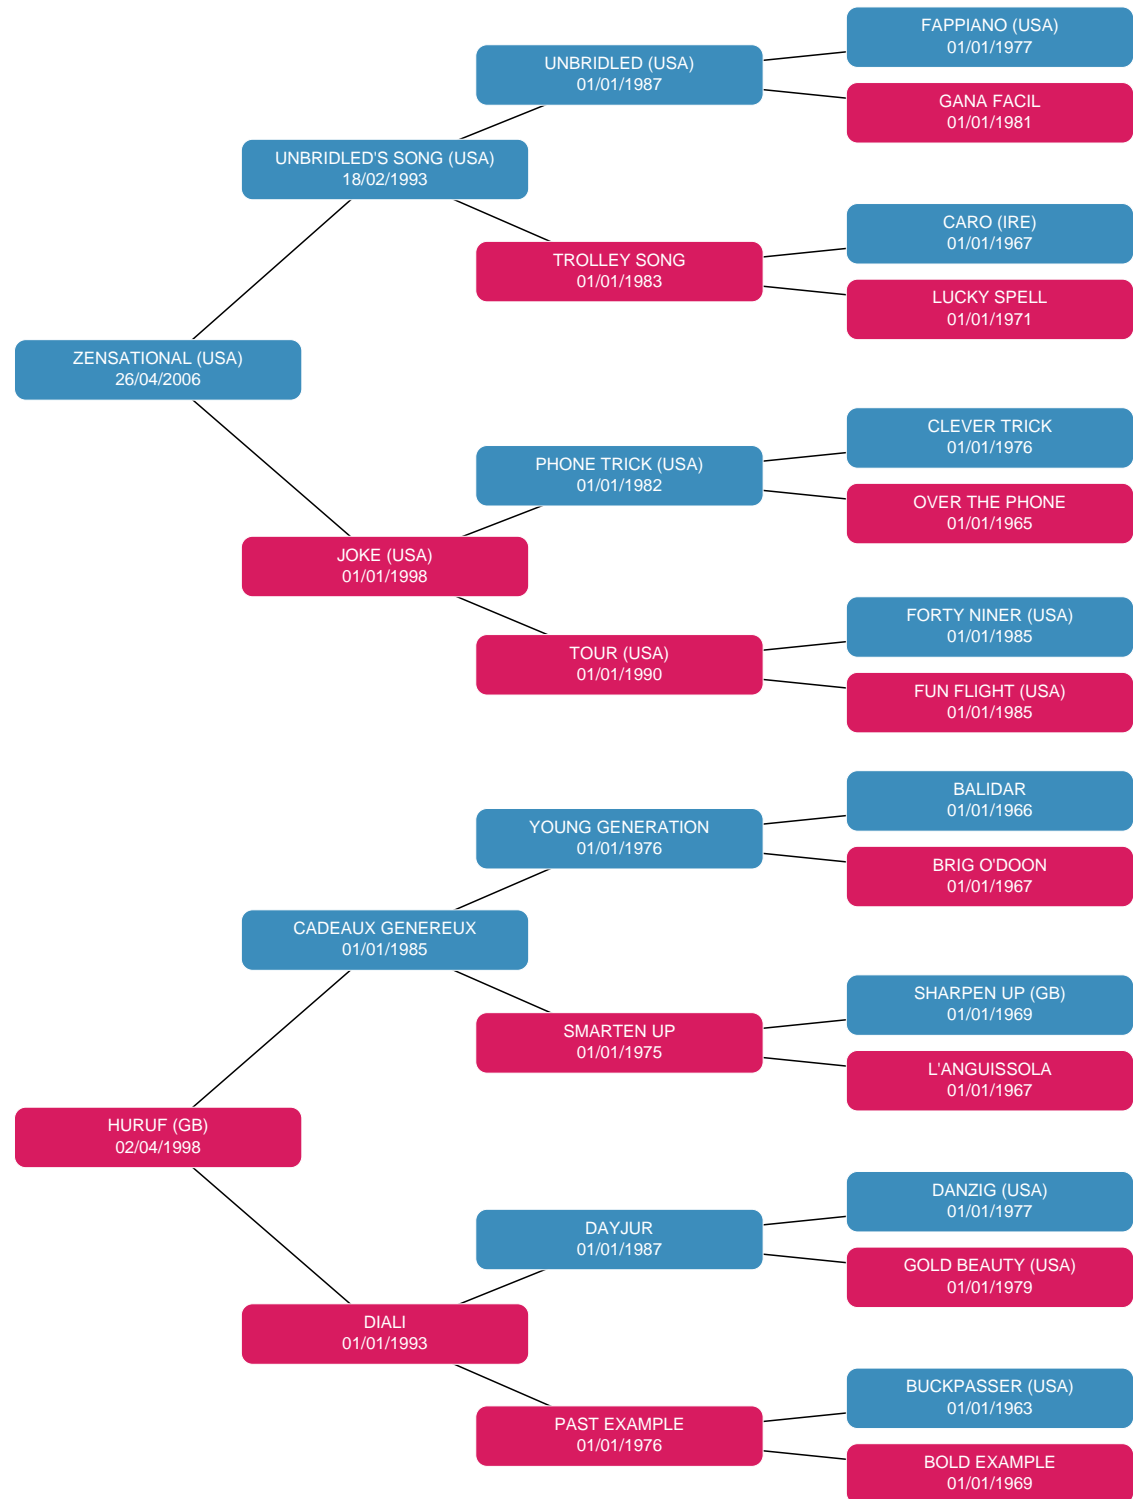 FAPPIANO (USA)
01/01/1977
UNBRIDLED (USA)
01/01/1987
GANA FACIL
01/01/1981
UNBRIDLED'S SONG (USA)
18/02/1993
CARO (IRE)
01/01/1967
TROLLEY SONG
01/01/1983
LUCKY SPELL
01/01/1971
ZENSATIONAL (USA)
26/04/2006
CLEVER TRICK
01/01/1976
PHONE TRICK (USA)
01/01/1982
OVER THE PHONE
01/01/1965
JOKE (USA)
01/01/1998
FORTY NINER (USA)
01/01/1985
TOUR (USA)
01/01/1990
FUN FLIGHT (USA)
01/01/1985
BALIDAR
01/01/1966
YOUNG GENERATION
01/01/1976
BRIG O'DOON
01/01/1967
CADEAUX GENEREUX
01/01/1985
SHARPEN UP (GB)
01/01/1969
SMARTEN UP
01/01/1975
L'ANGUISSOLA
01/01/1967
HURUF (GB)
02/04/1998
DANZIG (USA)
01/01/1977
DAYJUR
01/01/1987
GOLD BEAUTY (USA)
01/01/1979
DIALI
01/01/1993
BUCKPASSER (USA)
01/01/1963
PAST EXAMPLE
01/01/1976
BOLD EXAMPLE
01/01/1969